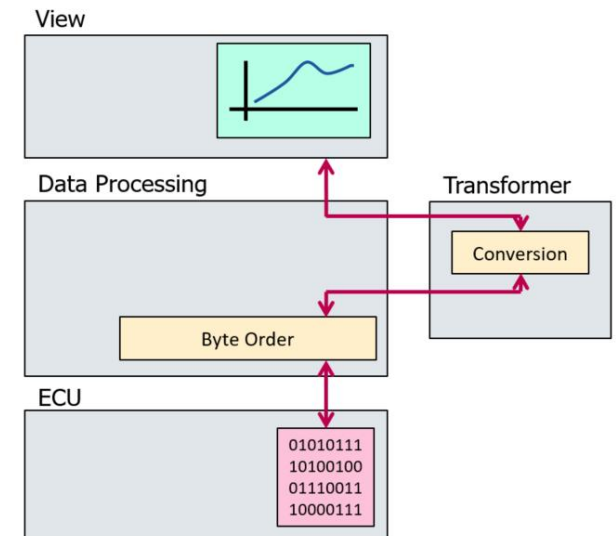 View
Data Processing
Transformer
Conversion
Byte Order
ECU
01010111
10100100
01110011
10000111